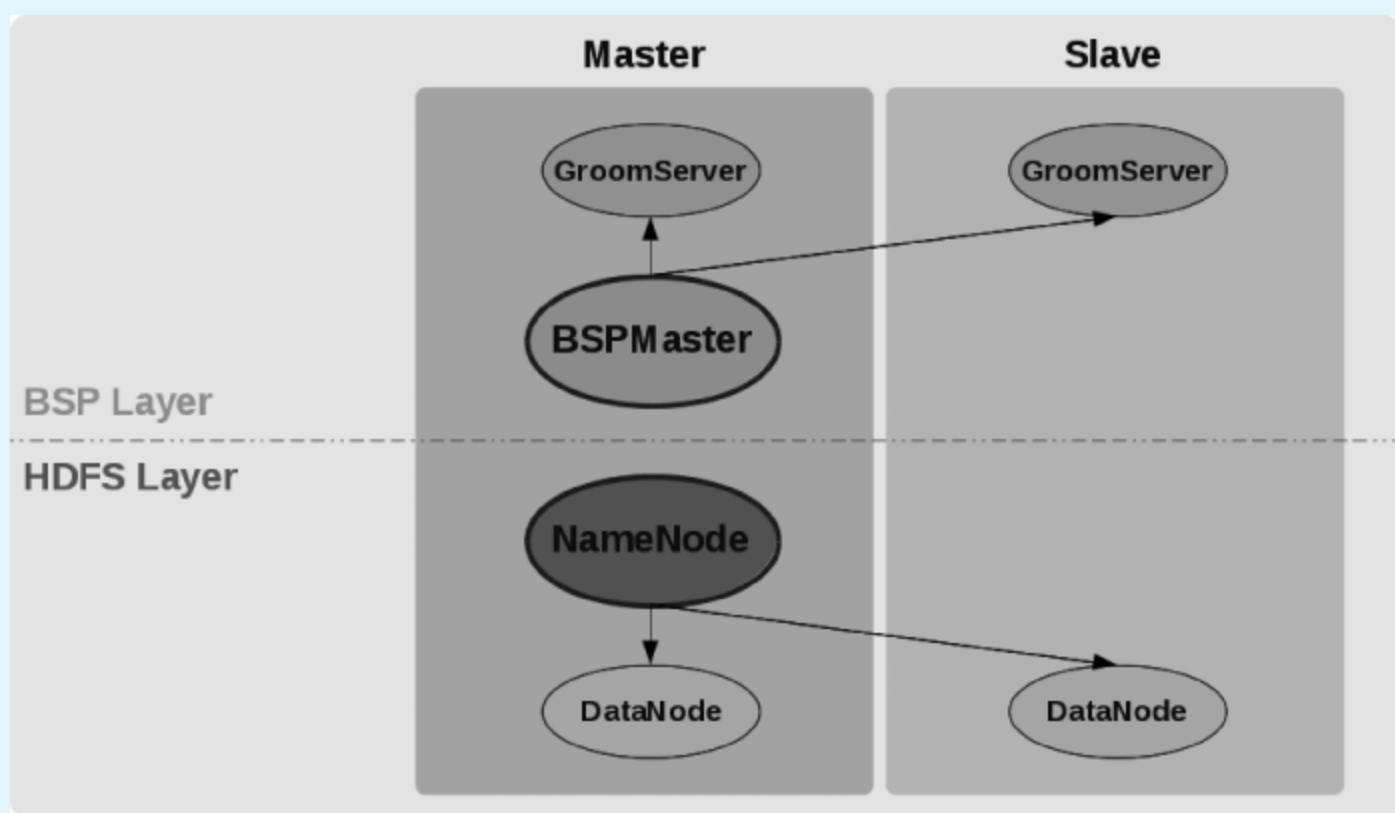 Master
Slave
GroomServer
GroomServer
BSPMaster
BSP Layer
HDFS Layer
NameNode
DataNode
DataNode